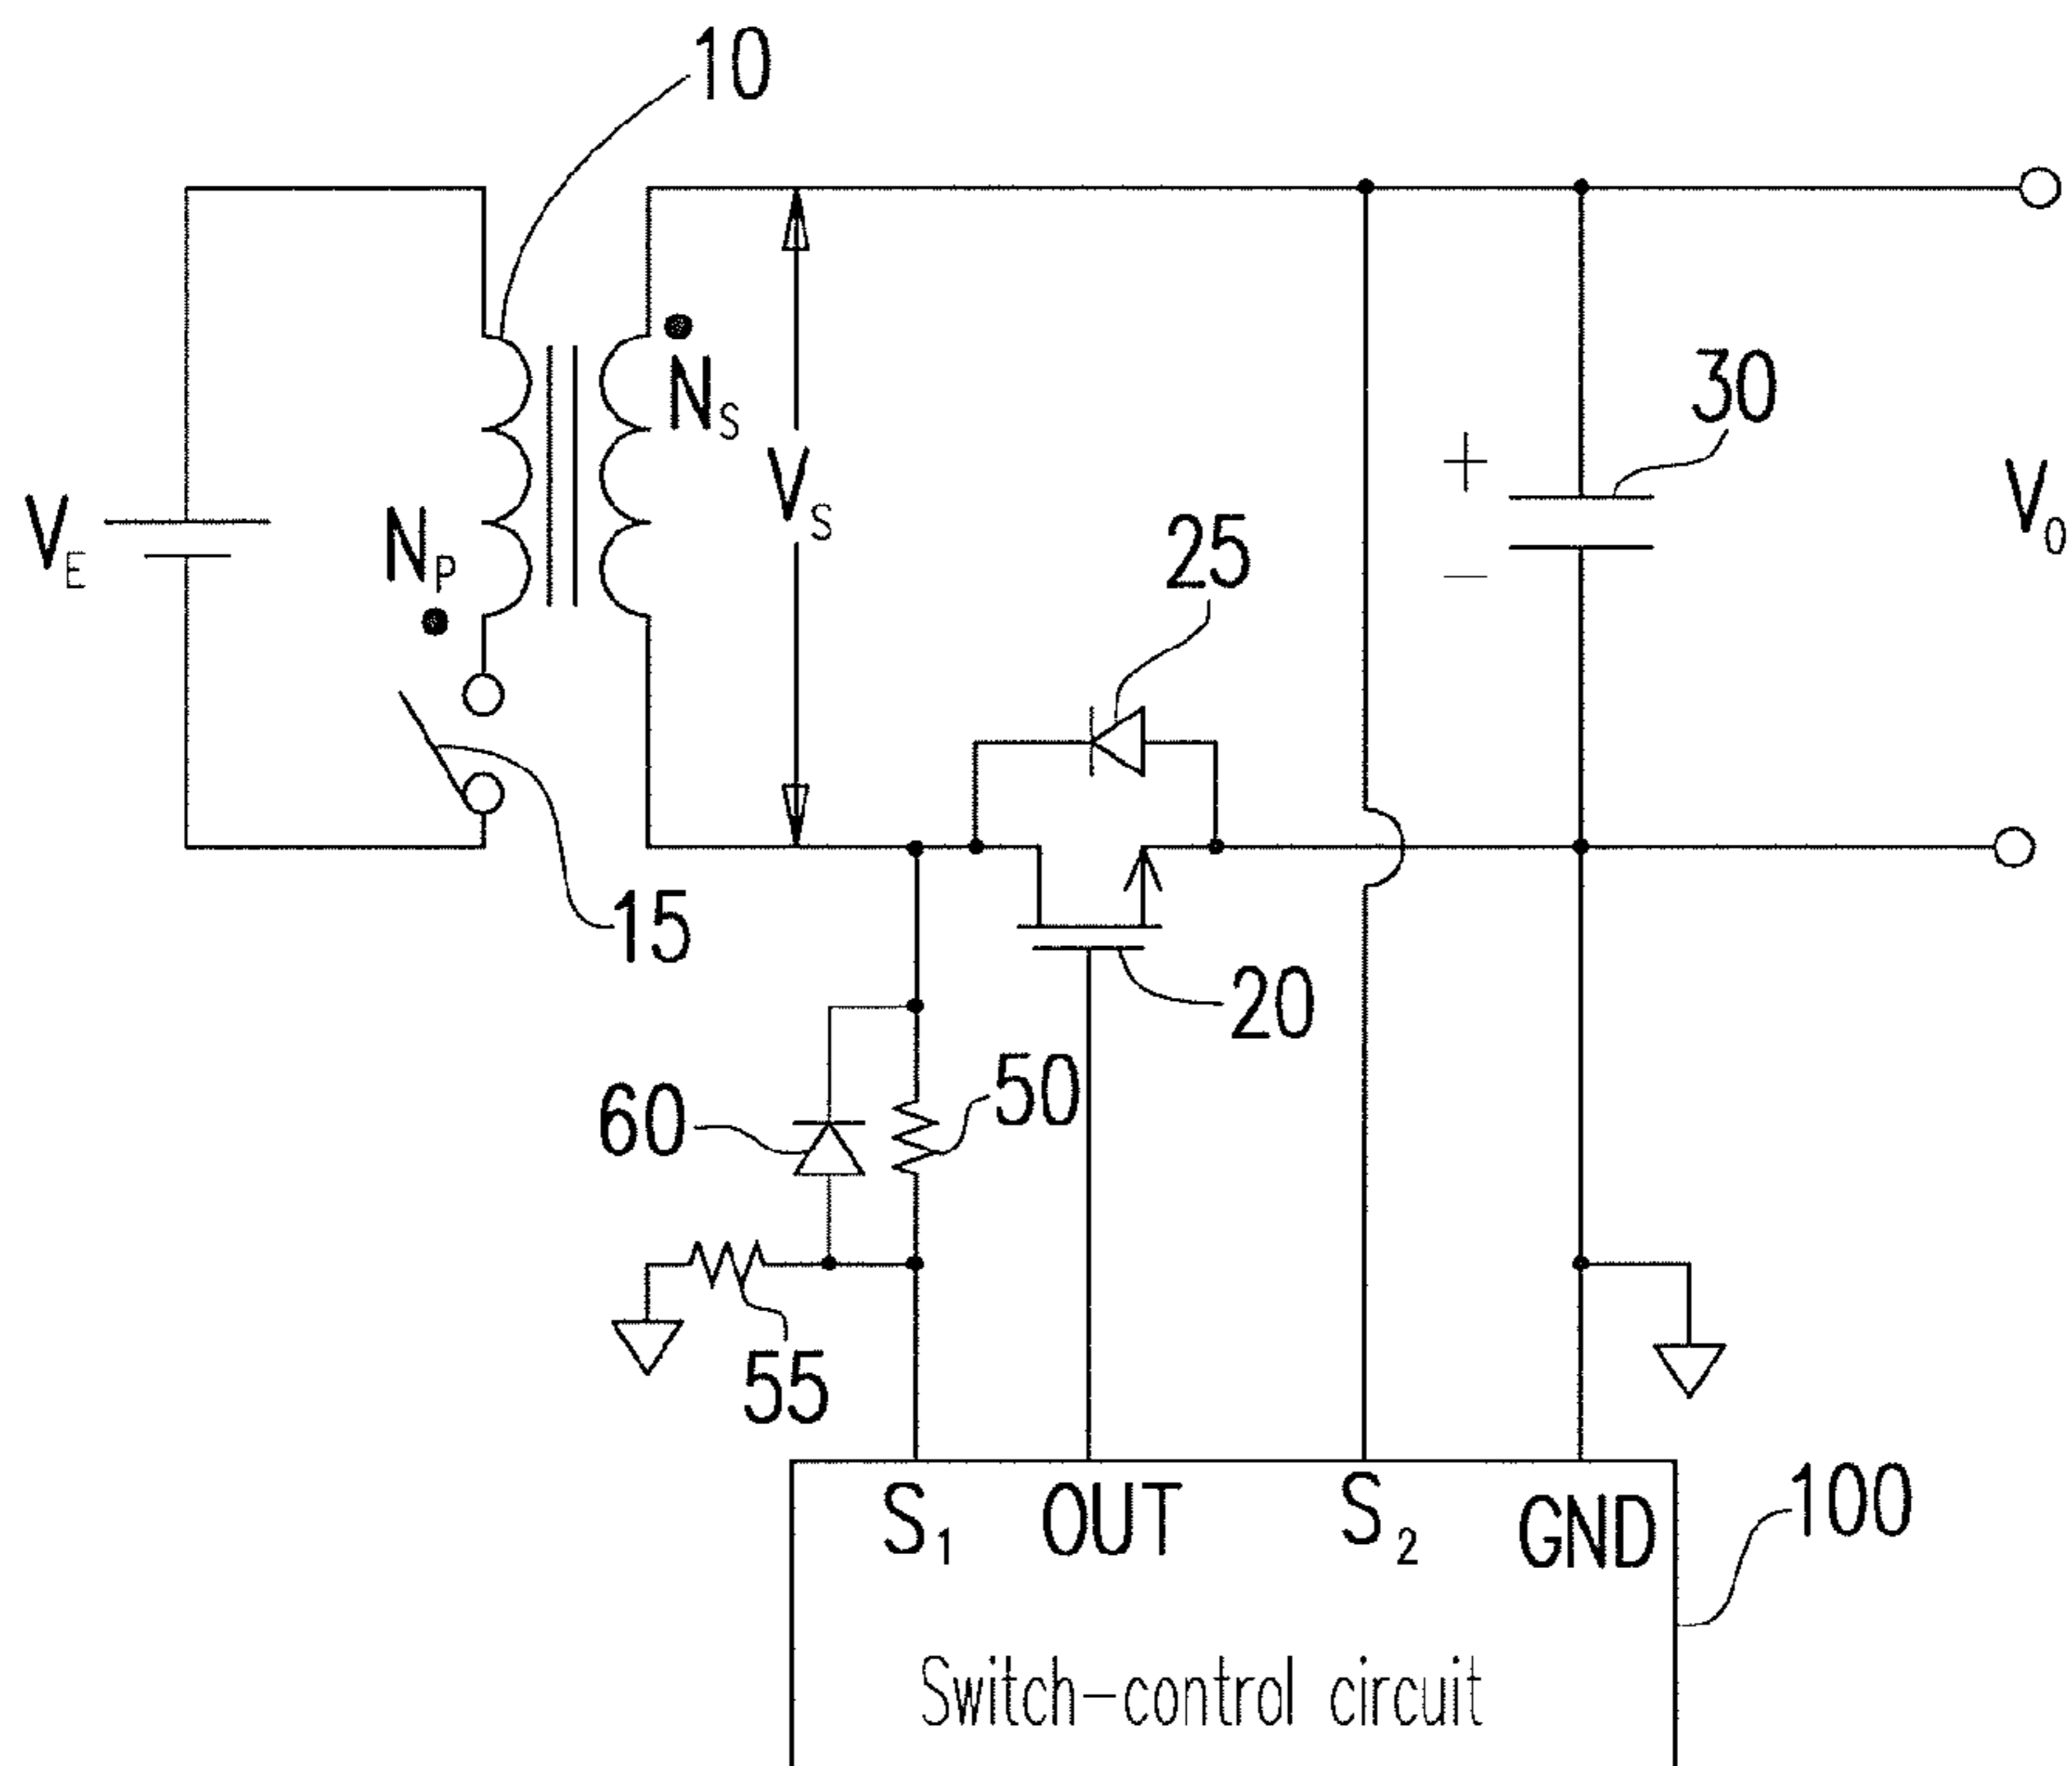 10
30
N_S
V_S
V_E
N_P
V_O
25
15
20
50
60
55
S_1 OUT S_2 GND
100
Switch-control circuit